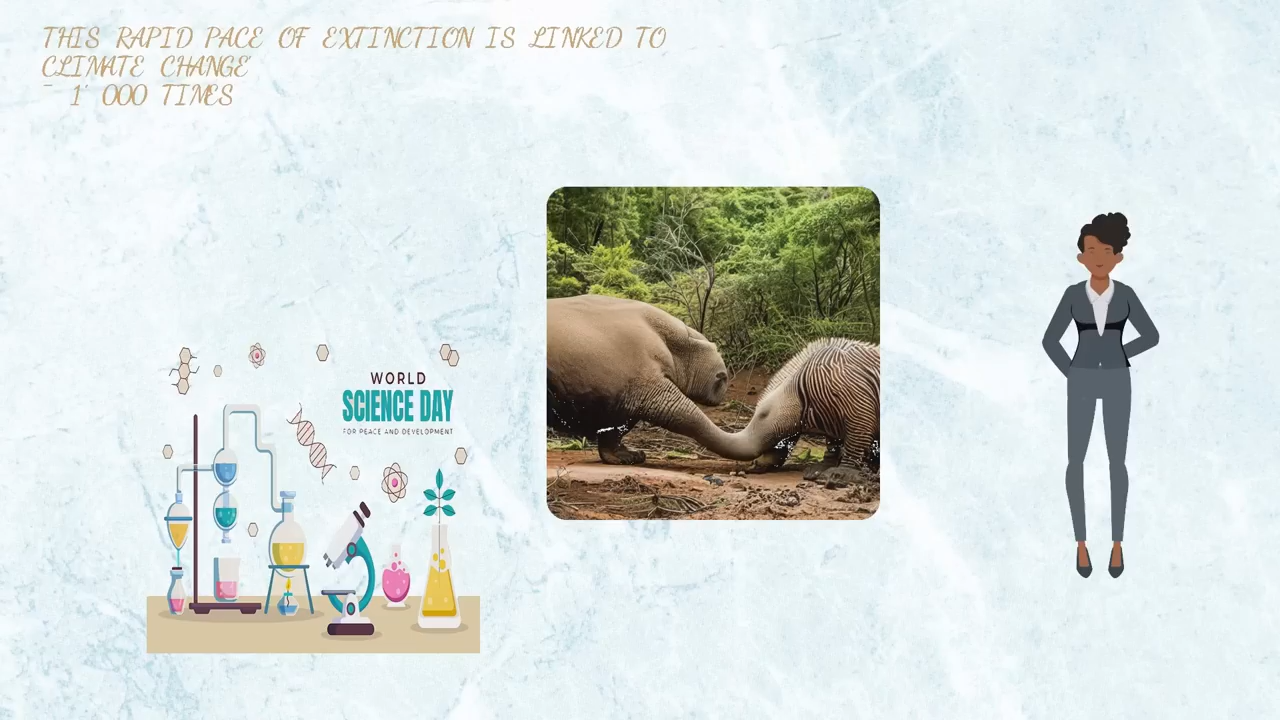 THIS RAPID PACE OF EXTINCTION IS LINKED TO
CLIMATE CHANGE'
~ 1' 000 TIMES
WORLD
SCIENCE DAY
FOR PEACE AND DEVELOPMENT